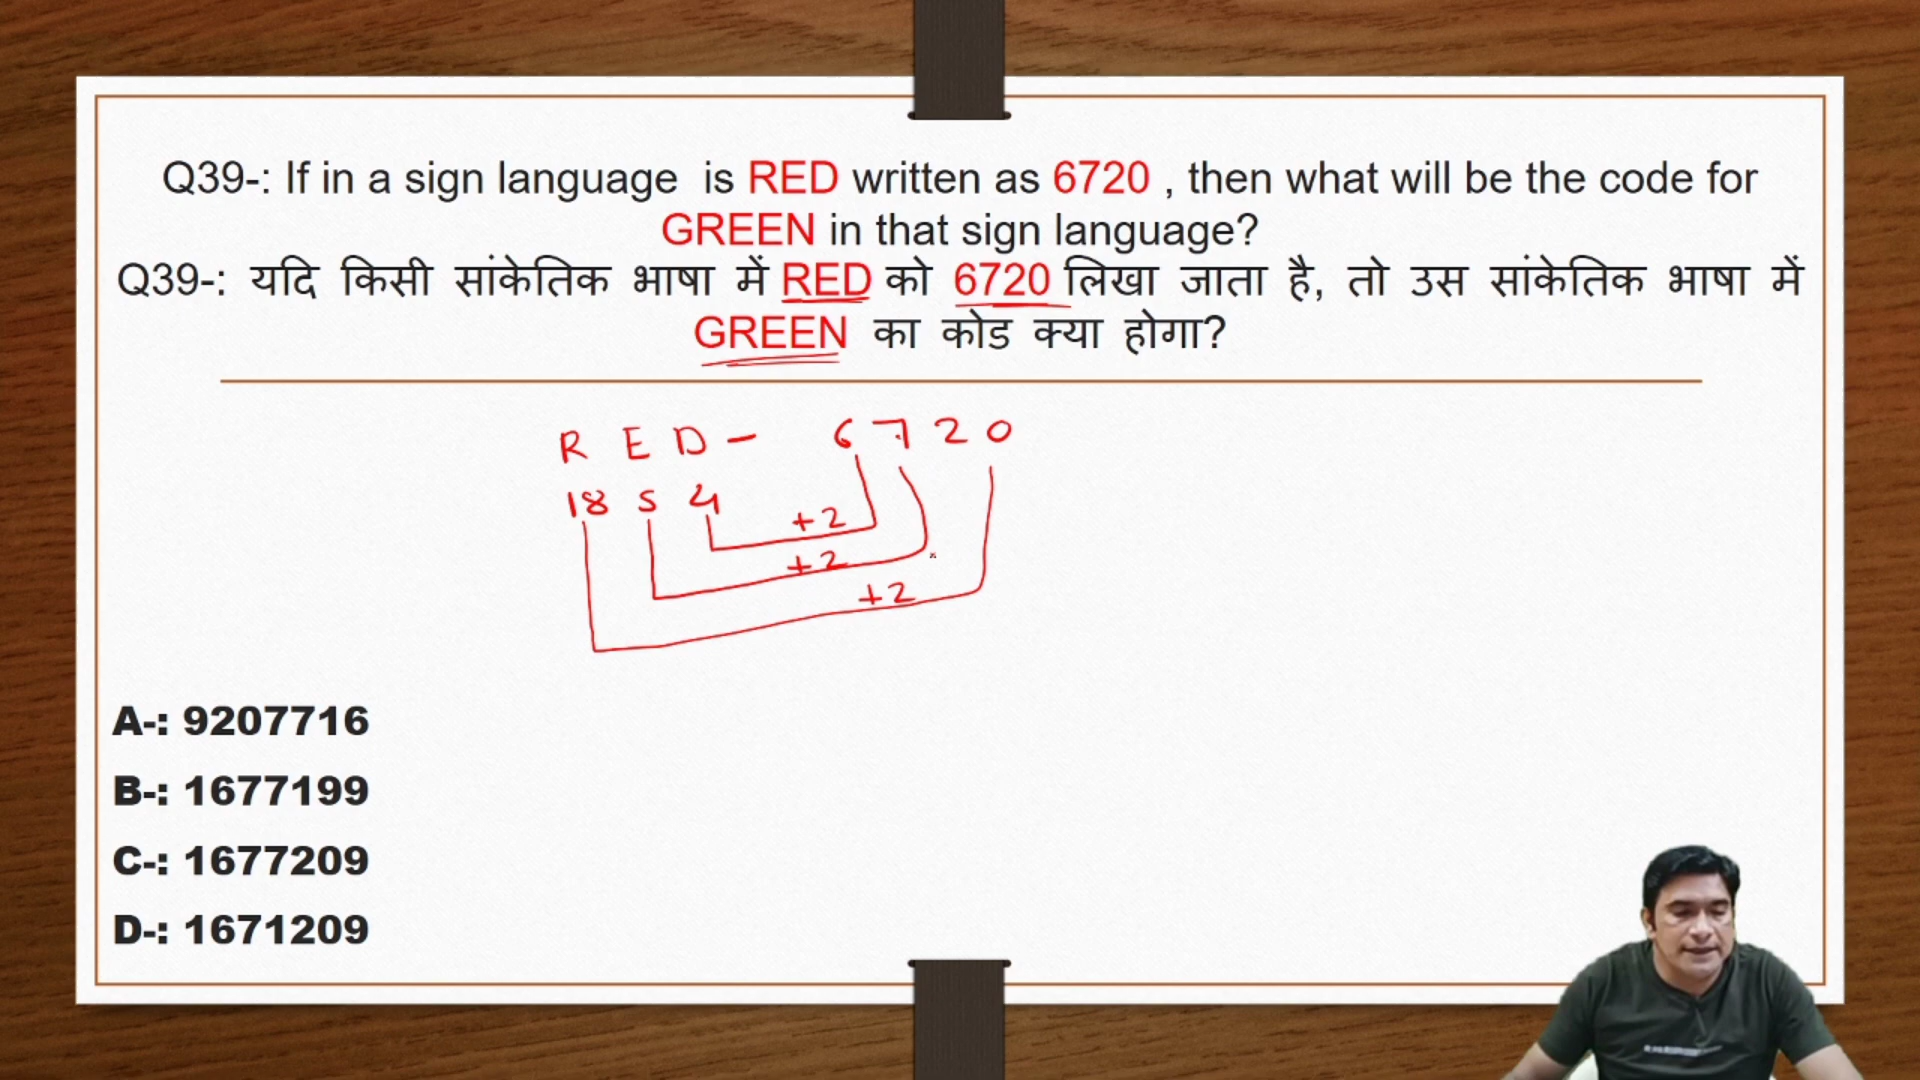 Q39-: If in a sign language is RED written as 6720 , then what will be the code for
GREEN in that sign language?
Q39-: यदि किसी सांकेतिक भाषा में RED को 6720 लिखा जाता है, तो उस सांकेतिक भाषा में
GREEN का कोड क्या होगा?
R E D - 6 7 2 0
18 5 4
+2
+2
+2
A-: 9207716
B-: 1677199
C-: 1677209
D-: 1671209